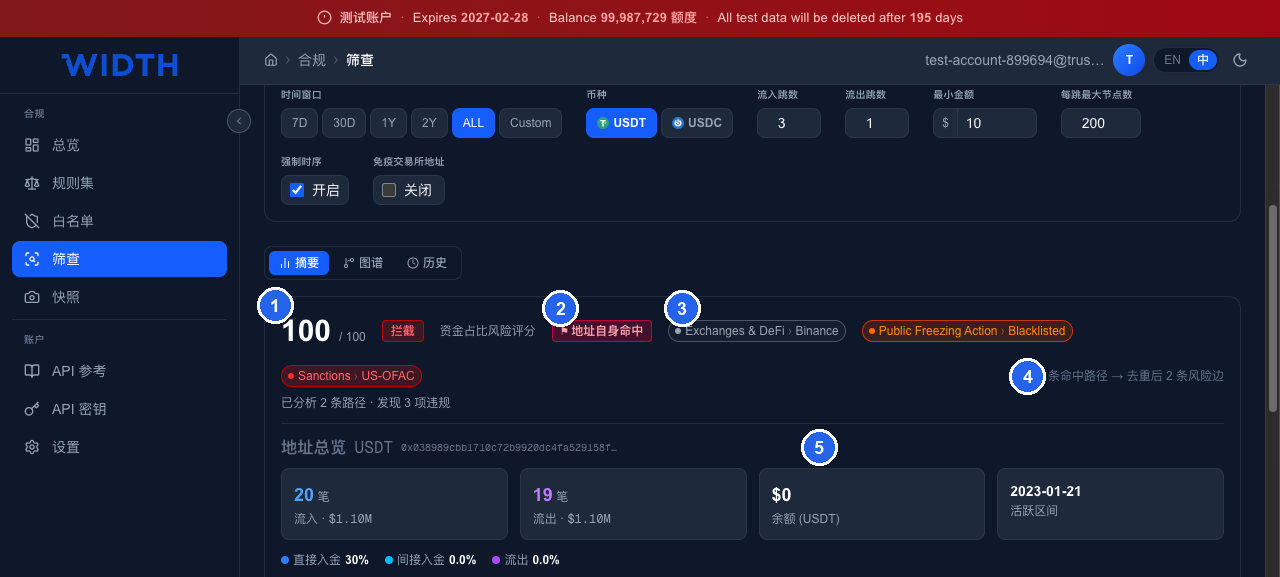 测试账户 · Expires 2027-02-28 · Balance 99,987,729 额度 · All test data will be deleted after 195 days
WIDTH
合规 › 筛查
test-account-899694@trus... T EN 中
合规
总览
规则集
白名单
筛查
快照
账户
API 参考
API 密钥
设置
时间窗口 币种 流入跳数 流出跳数 最小金额 每跳最大节点数
7D 30D 1Y 2Y ALL Custom USDT USDC 3 1 $ 10 200
强制时序 免疫交易所地址
开启 关闭
摘要 图谱 历史
1 2 3
100 / 100 拦截 资金占比风险评分 地址自身命中 Exchanges & DeFi › Binance Public Freezing Action › Blacklisted
Sanctions › US-OFAC 4 条命中路径 → 去重后 2 条风险边
已分析 2 条路径 · 发现 3 项违规
地址总览 USDT 0x038989cbb1710c72b9920dc4fa529158f… 5
20 笔 19 笔 $0 2023-01-21
流入 · $1.10M 流出 · $1.10M 余额 (USDT) 活跃区间
直接入金 30% 间接入金 0.0% 流出 0.0%